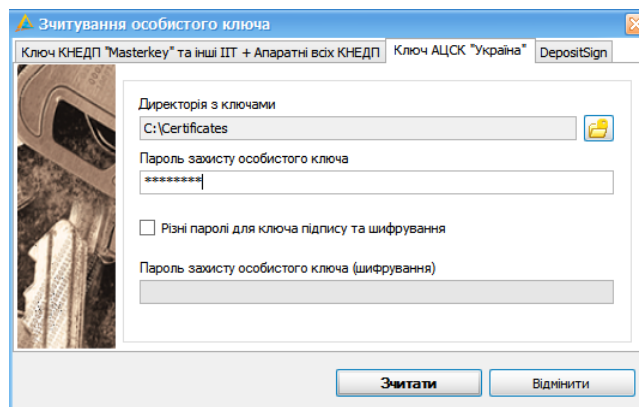 Зчитування особистого ключа
Ключ КНЕДП "Masterkey" та інші ІІТ + Апаратні всіх КНЕДП
Ключ АЦСК "Україна"
DepositSign
Директорія з ключами
C:\Certificates
Пароль захисту особистого ключа
********
Різні паролі для ключа підпису та шифрування
Пароль захисту особистого ключа (шифрування)
Зчитати
Відмінити